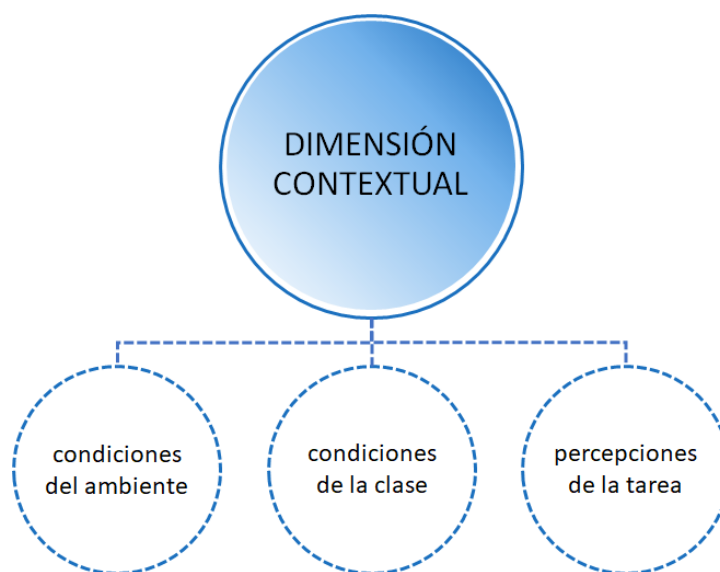 DIMENSIÓN
CONTEXTUAL
condiciones
del ambiente
condiciones
de la clase
percepciones
de la tarea